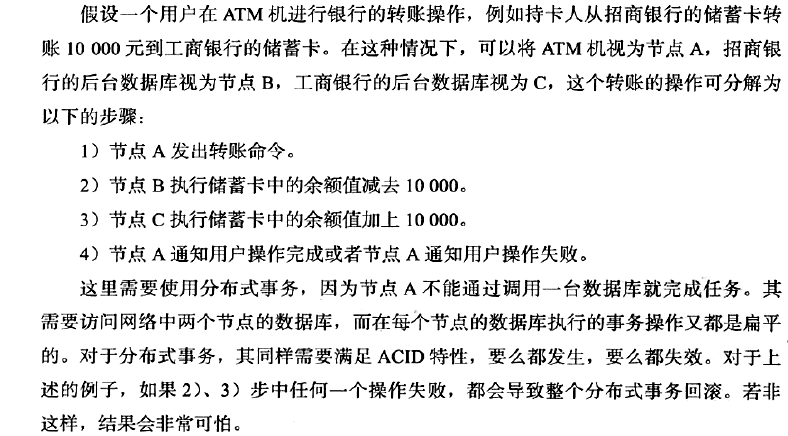 假设一个用户在 ATM 机进行银行的转账操作，例如持卡人从招商银行的储蓄卡转
账 10 000 元到工商银行的储蓄卡。在这种情况下，可以将 ATM 机视为节点 A，招商银
行的后台数据库视为节点 B，工商银行的后台数据库视为 C，这个转账的操作可分解为
以下的步骤：
1）节点 A 发出转账命令。
2）节点 B 执行储蓄卡中的余额值减去 10 000。
3）节点 C 执行储蓄卡中的余额值加上 10 000。
4）节点 A 通知用户操作完成或者节点 A 通知用户操作失败。
这里需要使用分布式事务，因为节点 A 不能通过调用一台数据库就完成任务。其
需要访问网络中两个节点的数据库，而在每个节点的数据库执行的事务操作又都是扁平
的。对于分布式事务，其同样需要满足 ACID 特性，要么都发生，要么都失效。对于上
述的例子，如果 2）、3）步中任何一个操作失败，都会导致整个分布式事务回滚。若非
这样，结果会非常可怕。